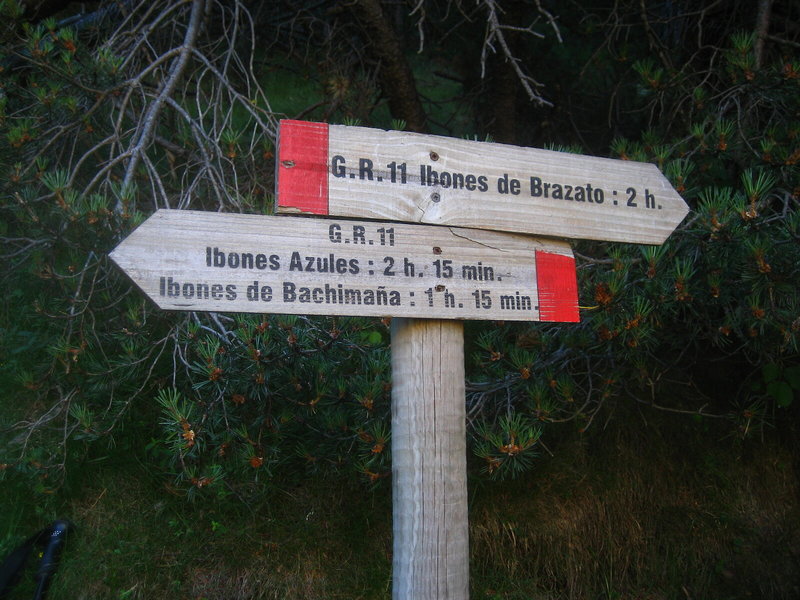 G.R.11 Ibones de Brazato : 2 h.
G.R.11
Ibones Azules : 2 h. 15 min.
Ibones de Bachimaña : 1 h. 15 min.